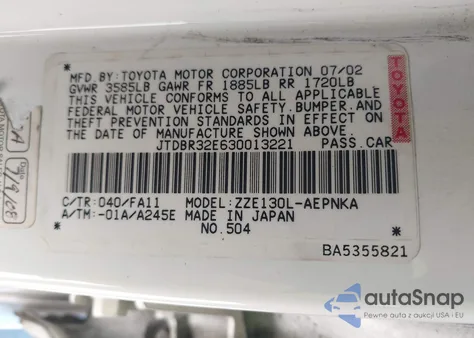 MFD.BY:TOYOTA MOTOR CORPORATION 07/02
GVWR 3585LB GAWR FR 1885LB RR 1720LB
THIS VEHICLE CONFORMS TO ALL APPLICABLE
FEDERAL MOTOR VEHICLE SAFETY.BUMPER.AND
THEFT PREVENTION STANDARDS IN EFFECT
ON THE DATE OF MANUFACTURE SHOWN ABOVE.
JTDBR32E630013221 PASS.CAR
TOYOTA
C/TR:040/FA11 * ZZE130L-AEPNKA *
A/TM:-01A/A245E MADE IN JAPAN
* NO.504 *
BA5355821
autoSnap
Pewne auta z aukcji USA i EU